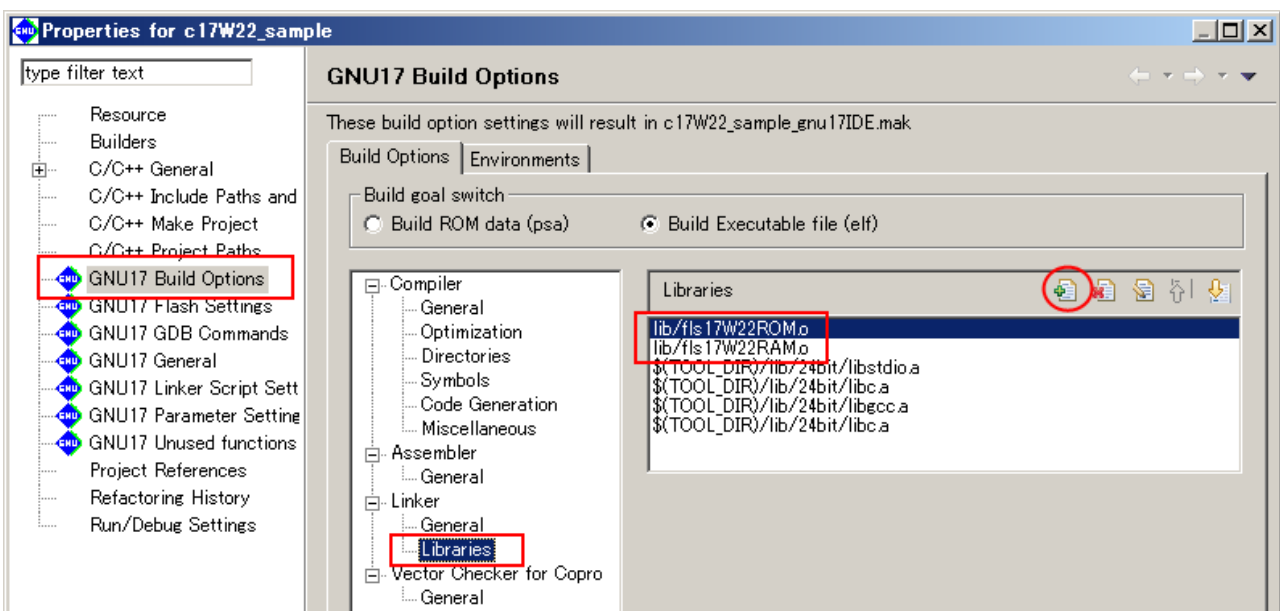 Properties for c17W22_sample
type filter text
Resource
Builders
C/C++ General
C/C++ Include Paths and
C/C++ Make Project
C/C++ Project Paths
GNU17 Build Options
GNU17 Flash Settings
GNU17 GDB Commands
GNU17 General
GNU17 Linker Script Sett
GNU17 Parameter Setting
GNU17 Unused functions
Project References
Refactoring History
Run/Debug Settings
GNU17 Build Options
These build option settings will result in c17W22_sample_gnu17IDE.mak
Build Options
Environments
Build goal switch
Build ROM data (psa)
Build Executable file (elf)
Compiler
General
Optimization
Directories
Symbols
Code Generation
Miscellaneous
Assembler
General
Linker
General
Libraries
Vector Checker for Copro
General
Libraries
lib/fls17W22ROM.o
lib/fls17W22RAM.o
$(TOOL_DIR)/lib/24bit/libstdio.a
$(TOOL_DIR)/lib/24bit/libc.a
$(TOOL_DIR)/lib/24bit/libgcc.a
$(TOOL_DIR)/lib/24bit/libc.a